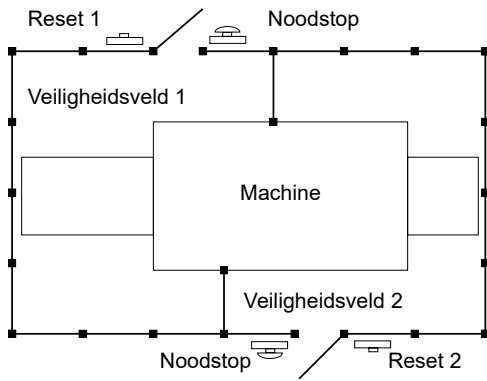 Reset 1
Noodstop
Veiligheidsveld 1
Machine
Veiligheidsveld 2
Noodstop
Reset 2